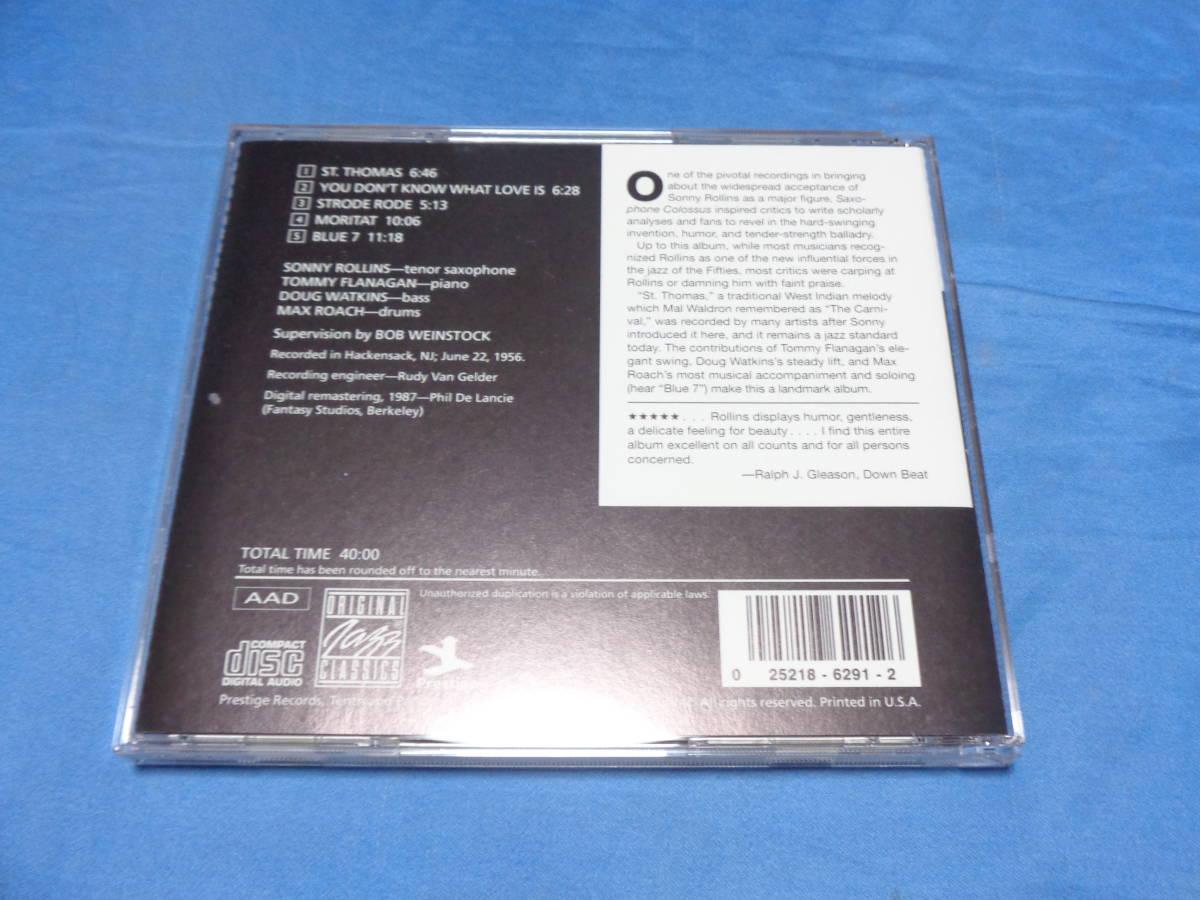 1 ST. THOMAS 6:46
2 YOU DON'T KNOW WHAT LOVE IS 6:28
3 STRODE RODE 5:13
4 MORITAT 10:06
5 BLUE 7 11:18
SONNY ROLLINS—tenor saxophone
TOMMY FLANAGAN—piano
DOUG WATKINS—bass
MAX ROACH—drums
Supervision by BOB WEINSTOCK
Recorded in Hackensack, NJ; June 22, 1956.
Recording engineer—Rudy Van Gelder
Digital remastering, 1987—Phil De Lancie
(Fantasy Studios, Berkeley)
One of the pivotal recordings in bringing
about the widespread acceptance of
Sonny Rollins as a major figure, Saxo-
phone Colossus inspired critics to write scholarly
analyses and fans to revel in the hard-swinging
invention, humor, and tender-strength balladry.
Up to this album, while most musicians recog-
nized Rollins as one of the new influential forces in
the jazz of the Fifties, most critics were carping at
Rollins or damning him with faint praise.
“St. Thomas,” a traditional West Indian melody
which Mal Waldron remembered as “The Carni-
val,” was recorded by many artists after Sonny
introduced it here, and it remains a jazz standard
today. The contributions of Tommy Flanagan's ele-
gant swing, Doug Watkins's steady lift, and Max
Roach's most musical accompaniment and soloing
(hear “Blue 7”) make this a landmark album.
★★★★★ . . . Rollins displays humor, gentleness,
a delicate feeling for beauty . . . . I find this entire
album excellent on all counts and for all persons
concerned.
—Ralph J. Gleason, Down Beat
TOTAL TIME 40:00
Total time has been rounded off to the nearest minute.
AAD
ORIGINAL
Jazz
CLASSICS
Unauthorized duplication is a violation of applicable laws.
COMPACT
disc
DIGITAL AUDIO
0 25218 - 6291 - 2
Prestige Records, Tenth and All rights reserved. Printed in U.S.A.